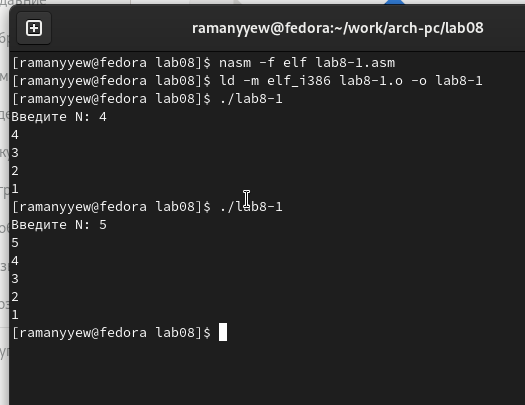 ramanyyew@fedora:~/work/arch-pc/lab08
[ramanyyew@fedora lab08]$ nasm -f elf lab8-1.asm
[ramanyyew@fedora lab08]$ ld -m elf_i386 lab8-1.o -o lab8-1
[ramanyyew@fedora lab08]$ ./lab8-1
Введите N: 4
4
3
2
1
[ramanyyew@fedora lab08]$ ./lab8-1
Введите N: 5
5
4
3
2
1
[ramanyyew@fedora lab08]$